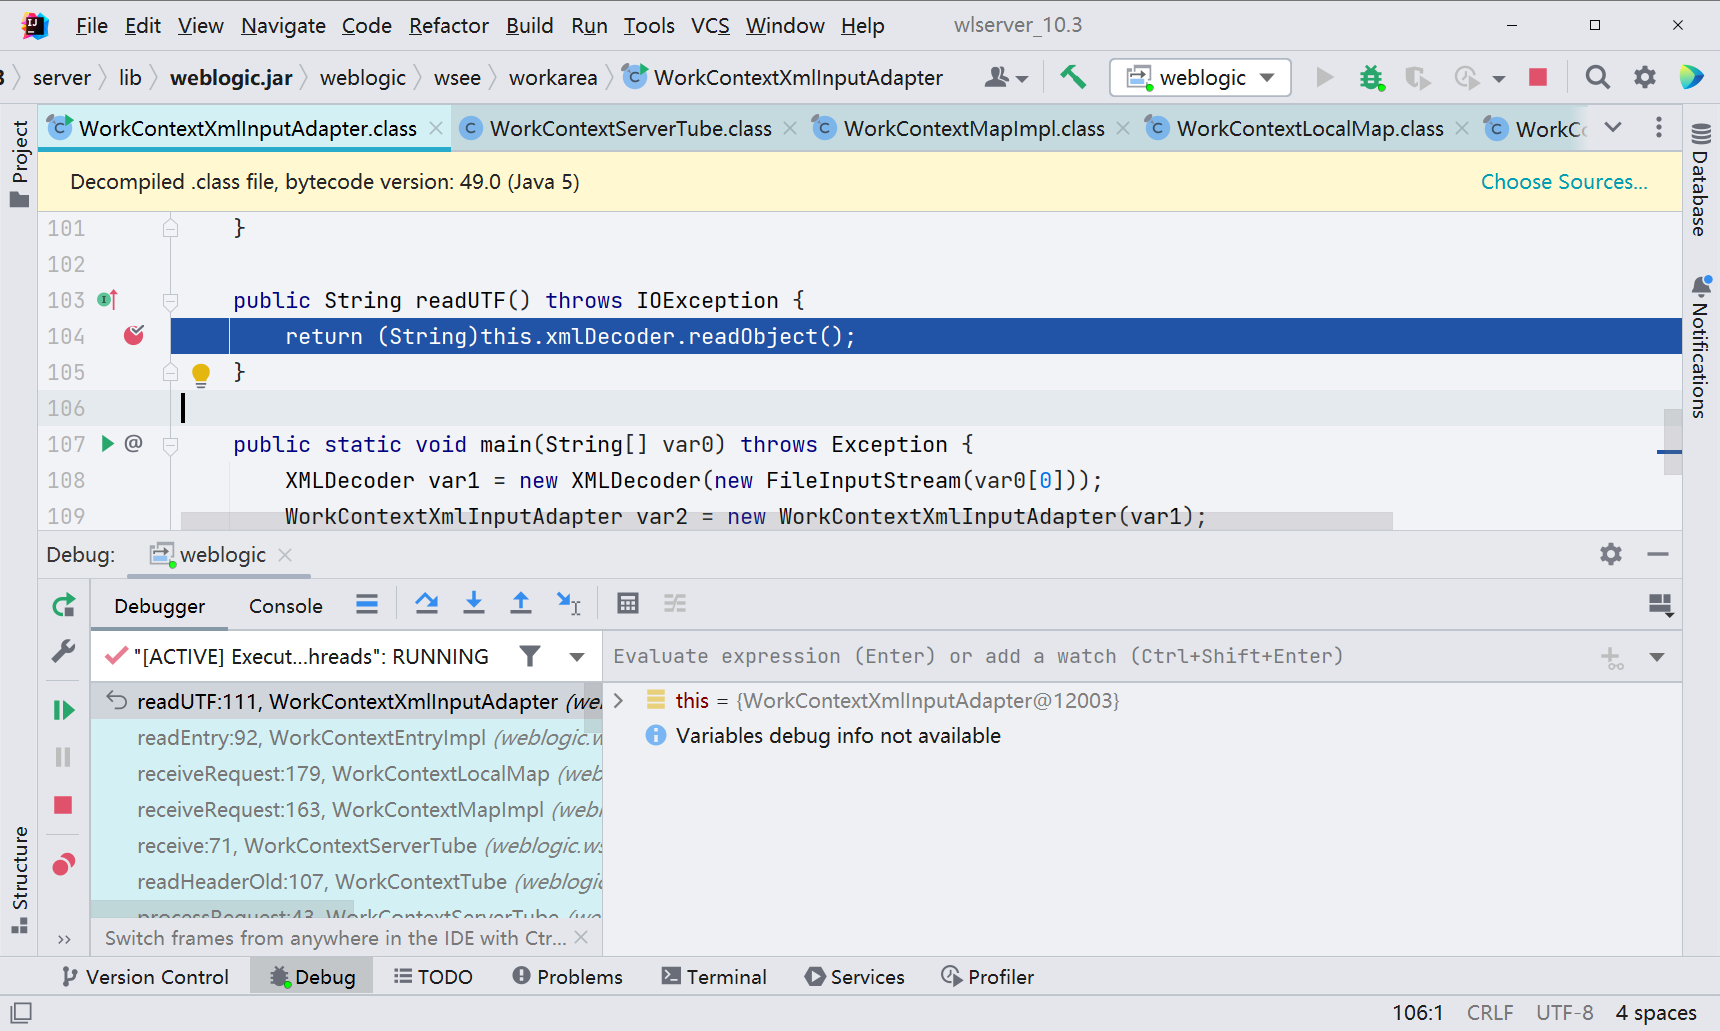 File Edit View Navigate Code Refactor Build Run Tools VCS Window Help wlserver_10.3
server lib weblogic.jar weblogic wsee workarea WorkContextXmlInputAdapter weblogic
Project
WorkContextXmlInputAdapter.class WorkContextServerTube.class WorkContextMapImpl.class WorkContextLocalMap.class WorkC
Decompiled .class file, bytecode version: 49.0 (Java 5) Choose Sources...
101 }
102
103 public String readUTF() throws IOException {
104 return (String)this.xmlDecoder.readObject();
105 }
106
107 @ public static void main(String[] var0) throws Exception {
108 XMLDecoder var1 = new XMLDecoder(new FileInputStream(var0[0]));
109 WorkContextXmlInputAdapter var2 = new WorkContextXmlInputAdapter(var1);
Database
Notifications
Debug: weblogic
Debugger Console
"[ACTIVE] Execut...hreads": RUNNING
Evaluate expression (Enter) or add a watch (Ctrl+Shift+Enter)
readUTF:111, WorkContextXmlInputAdapter (we
this = {WorkContextXmlInputAdapter@12003}
readEntry:92, WorkContextEntryImpl (weblogic.w
Variables debug info not available
receiveRequest:179, WorkContextLocalMap (web
receiveRequest:163, WorkContextMapImpl (web
receive:71, WorkContextServerTube (weblogic.ws
readHeaderOld:107, WorkContextTube (weblogic
processRequest:43, WorkContextServerTube (we
Switch frames from anywhere in the IDE with Ctr...
Structure
Version Control Debug TODO Problems Terminal Services Profiler
106:1 CRLF UTF-8 4 spaces